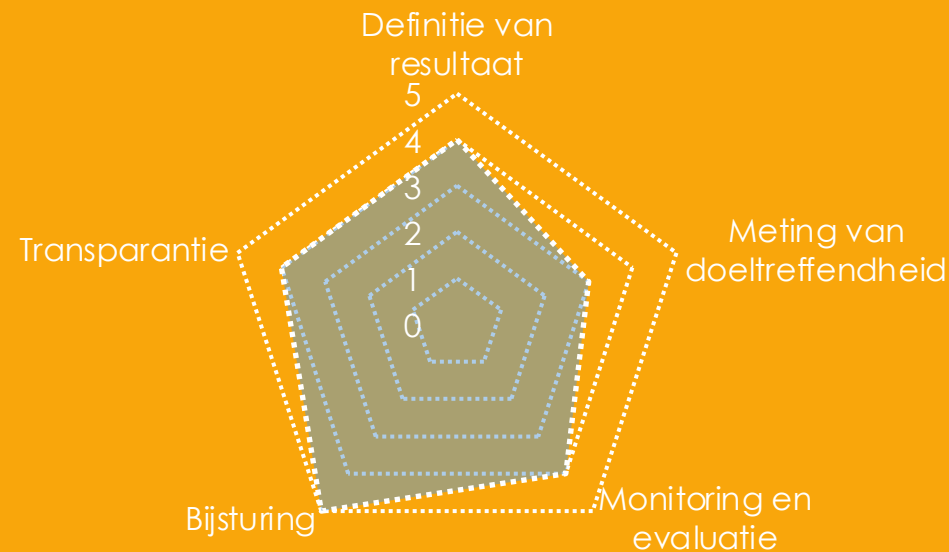 Definitie van
resultaat
5
4
3
2
1
0
Meting van
doeltreffendheid
Monitoring en
evaluatie
Bijsturing
Transparantie